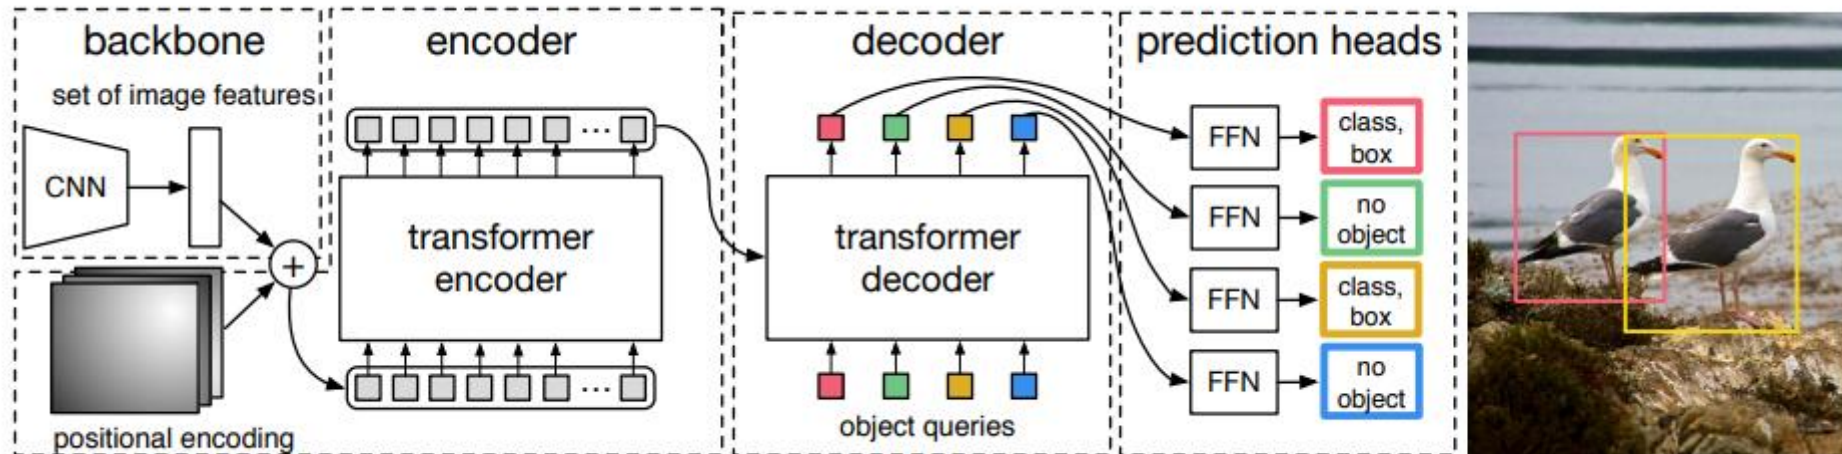 backbone
set of image features
CNN
+
positional encoding
encoder
...
transformer
encoder
...
decoder
transformer
decoder
object queries
prediction heads
FFN
class,
box
FFN
no
object
FFN
class,
box
FFN
no
object